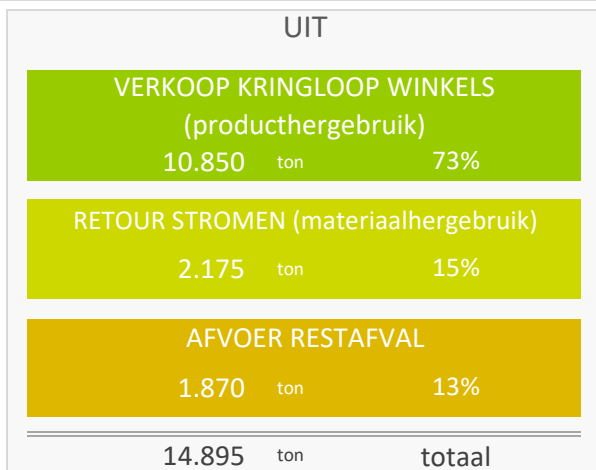 UIT
VERKOOP KRINGLOOP WINKELS
(producthergebruik)
10.850 ton 73%
RETOUR STROMEN (materiaalhergebruik)
2.175 ton 15%
AFVOER RESTAFVAL
1.870 ton 13%
14.895 ton totaal